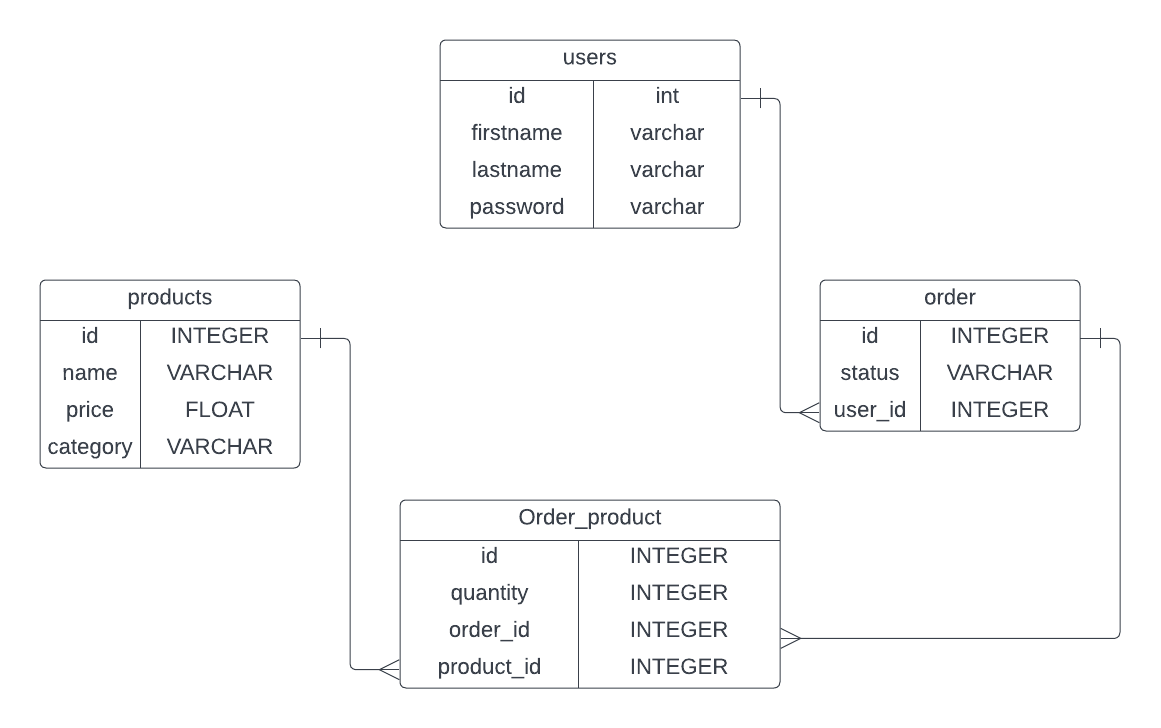 users
id int
firstname varchar
lastname varchar
password varchar
products
id INTEGER
name VARCHAR
price FLOAT
category VARCHAR
order
id INTEGER
status VARCHAR
user_id INTEGER
Order_product
id INTEGER
quantity INTEGER
order_id INTEGER
product_id INTEGER